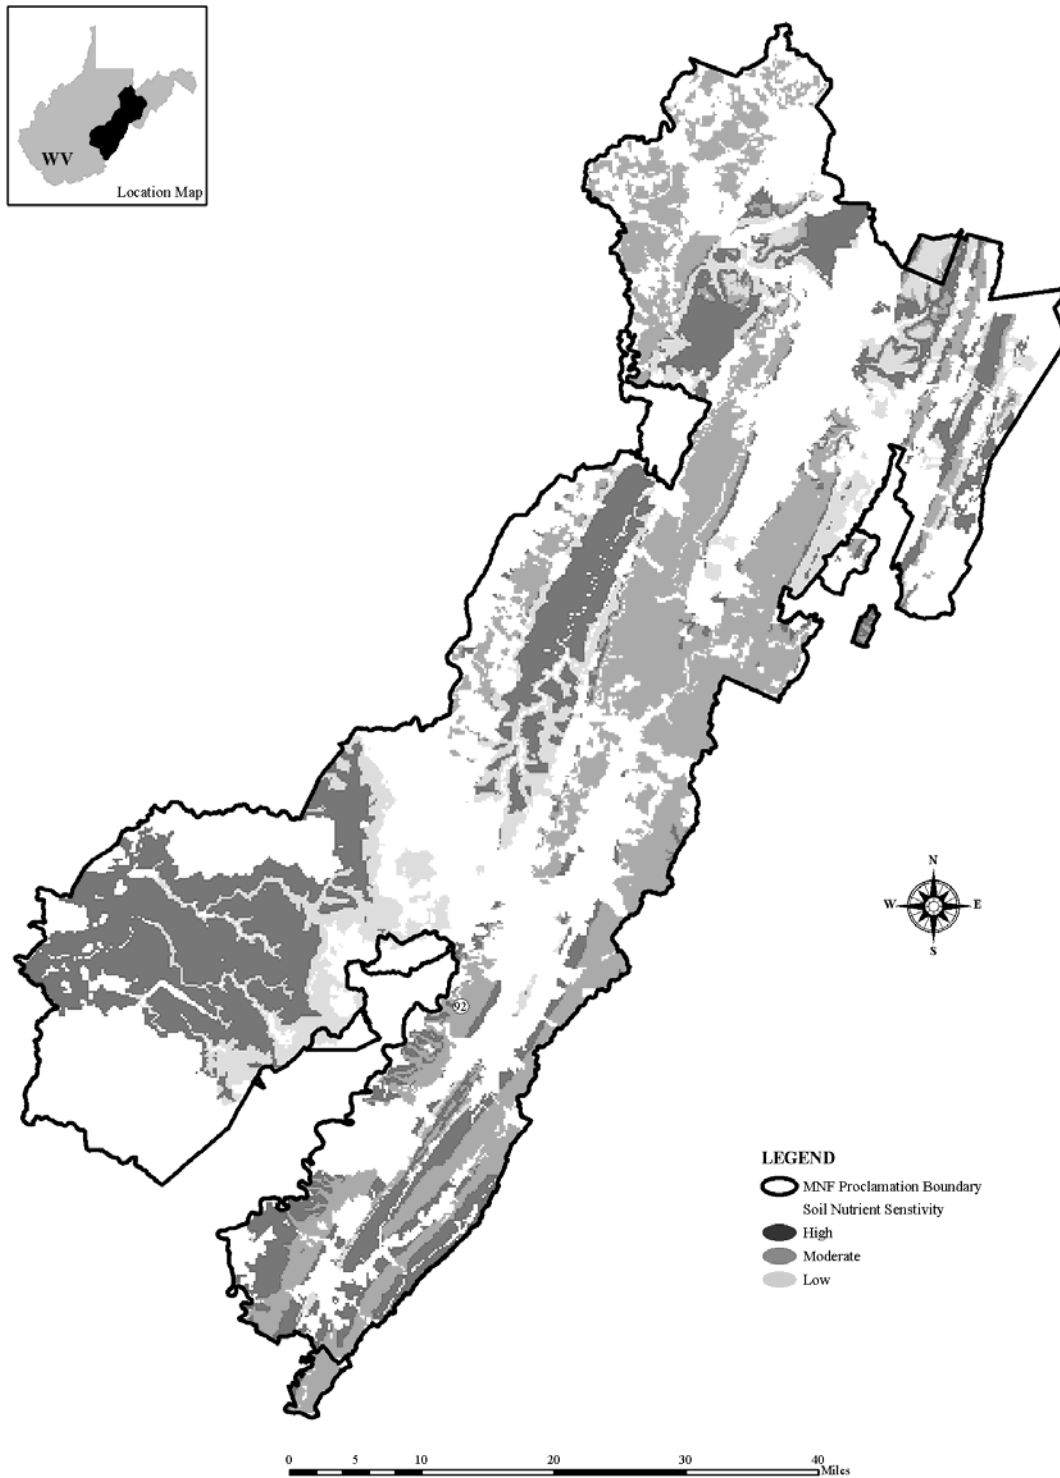 WV
Location Map
N
W
E
S
92
LEGEND
MNF Proclamation Boundary
Soil Nutrient Senstivity
High
Moderate
Low
0 5 10 20 30 40
Miles